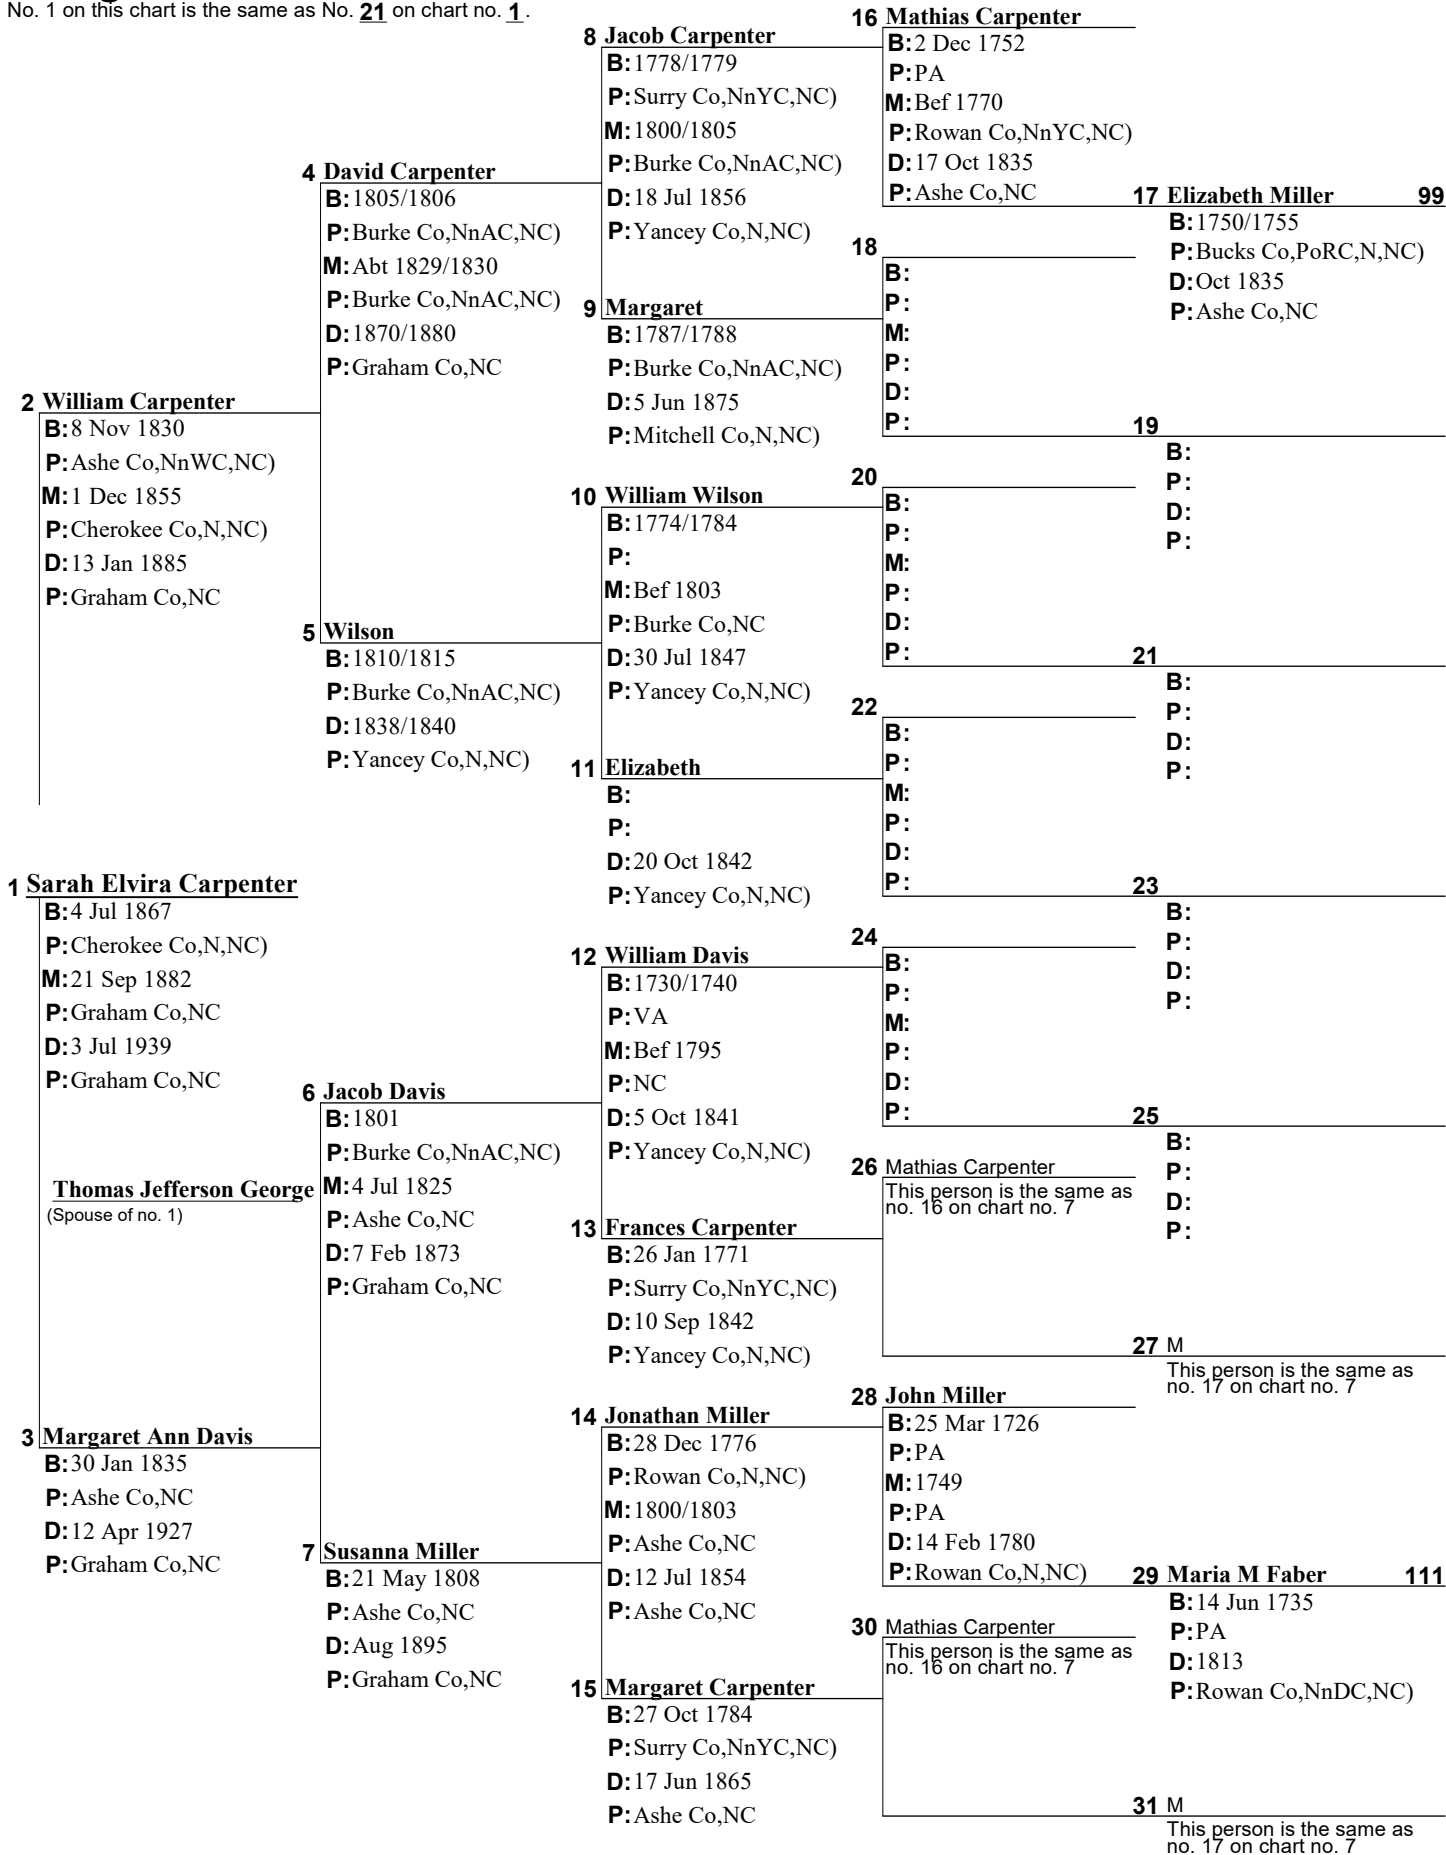 No. 1 on this chart is the same as No. 21 on chart no. 1.
16 Mathias Carpenter
B: 2 Dec 1752
P: PA
M: Bef 1770
P: Rowan Co,NnYC,NC)
D: 17 Oct 1835
P: Ashe Co,NC
8 Jacob Carpenter
B: 1778/1779
P: Surry Co,NnYC,NC)
M: 1800/1805
P: Burke Co,NnAC,NC)
D: 18 Jul 1856
P: Yancey Co,N,NC)
17 Elizabeth Miller 99
B: 1750/1755
P: Bucks Co,PoRC,N,NC)
D: Oct 1835
P: Ashe Co,NC
4 David Carpenter
B: 1805/1806
P: Burke Co,NnAC,NC)
M: Abt 1829/1830
P: Burke Co,NnAC,NC)
D: 1870/1880
P: Graham Co,NC
18
B:
P:
M:
P:
D:
P:
9 Margaret
B: 1787/1788
P: Burke Co,NnAC,NC)
D: 5 Jun 1875
P: Mitchell Co,N,NC)
19
B:
P:
D:
P:
2 William Carpenter
B: 8 Nov 1830
P: Ashe Co,NnWC,NC)
M: 1 Dec 1855
P: Cherokee Co,N,NC)
D: 13 Jan 1885
P: Graham Co,NC
20
B:
P:
M:
P:
D:
P:
10 William Wilson
B: 1774/1784
P:
M: Bef 1803
P: Burke Co,NC
D: 30 Jul 1847
P: Yancey Co,N,NC)
21
B:
P:
D:
P:
5 Wilson
B: 1810/1815
P: Burke Co,NnAC,NC)
D: 1838/1840
P: Yancey Co,N,NC)
22
B:
P:
M:
P:
D:
P:
11 Elizabeth
B:
P:
D: 20 Oct 1842
P: Yancey Co,N,NC)
23
B:
P:
D:
P:
1 Sarah Elvira Carpenter
B: 4 Jul 1867
P: Cherokee Co,N,NC)
M: 21 Sep 1882
P: Graham Co,NC
D: 3 Jul 1939
P: Graham Co,NC
Thomas Jefferson George
(Spouse of no. 1)
24
B:
P:
M:
P:
D:
P:
12 William Davis
B: 1730/1740
P: VA
M: Bef 1795
P: NC
D: 5 Oct 1841
P: Yancey Co,N,NC)
25
B:
P:
D:
P:
6 Jacob Davis
B: 1801
P: Burke Co,NnAC,NC)
M: 4 Jul 1825
P: Ashe Co,NC
D: 7 Feb 1873
P: Graham Co,NC
26 Mathias Carpenter
This person is the same as
no. 16 on chart no. 7
13 Frances Carpenter
B: 26 Jan 1771
P: Surry Co,NnYC,NC)
D: 10 Sep 1842
P: Yancey Co,N,NC)
27 M
This person is the same as
no. 17 on chart no. 7
3 Margaret Ann Davis
B: 30 Jan 1835
P: Ashe Co,NC
D: 12 Apr 1927
P: Graham Co,NC
28 John Miller
B: 25 Mar 1726
P: PA
M: 1749
P: PA
D: 14 Feb 1780
P: Rowan Co,N,NC)
14 Jonathan Miller
B: 28 Dec 1776
P: Rowan Co,N,NC)
M: 1800/1803
P: Ashe Co,NC
D: 12 Jul 1854
P: Ashe Co,NC
29 Maria M Faber 111
B: 14 Jun 1735
P: PA
D: 1813
P: Rowan Co,NnDC,NC)
7 Susanna Miller
B: 21 May 1808
P: Ashe Co,NC
D: Aug 1895
P: Graham Co,NC
30 Mathias Carpenter
This person is the same as
no. 16 on chart no. 7
15 Margaret Carpenter
B: 27 Oct 1784
P: Surry Co,NnYC,NC)
D: 17 Jun 1865
P: Ashe Co,NC
31 M
This person is the same as
no. 17 on chart no. 7